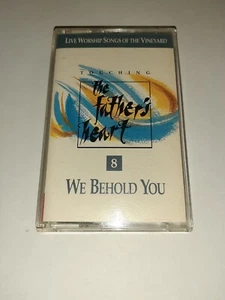 LIVE WORSHIP SONGS OF THE VINEYARD
TOUCHING
the
father's
heart
8
WE BEHOLD YOU